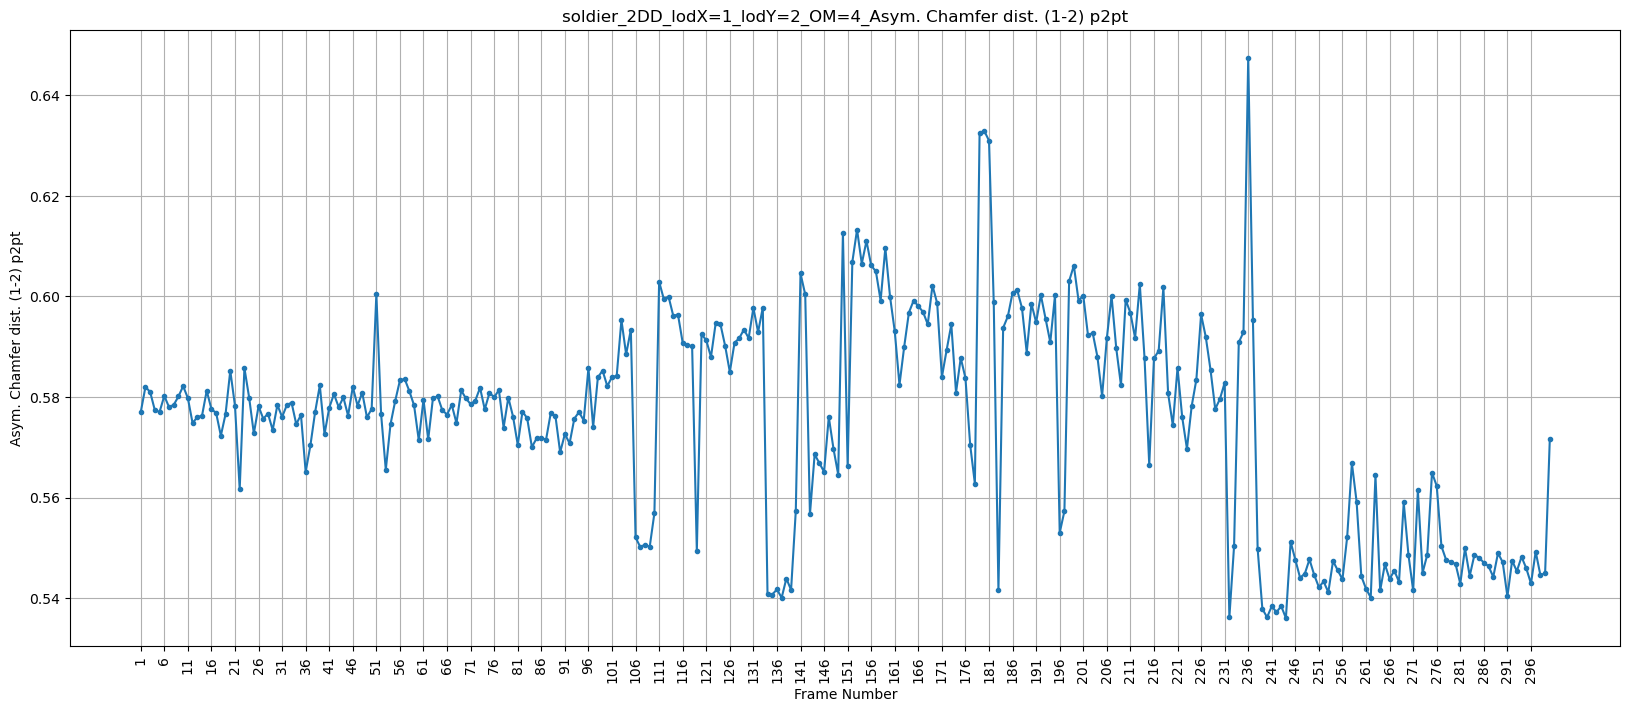 soldier_2DD_lodX=1_lodY=2_OM=4_Asym. Chamfer dist. (1-2) p2pt
Asym. Chamfer dist. (1-2) p2pt
0.64
0.62
0.60
0.58
0.56
0.54
1 6 11 16 21 26 31 36 41 46 51 56 61 66 71 76 81 86 91 96 101 106 111 116 121 126 131 136 141 146 151 156 161 166 171 176 181 186 191 196 201 206 211 216 221 226 231 236 241 246 251 256 261 266 271 276 281 286 291 296
Frame Number